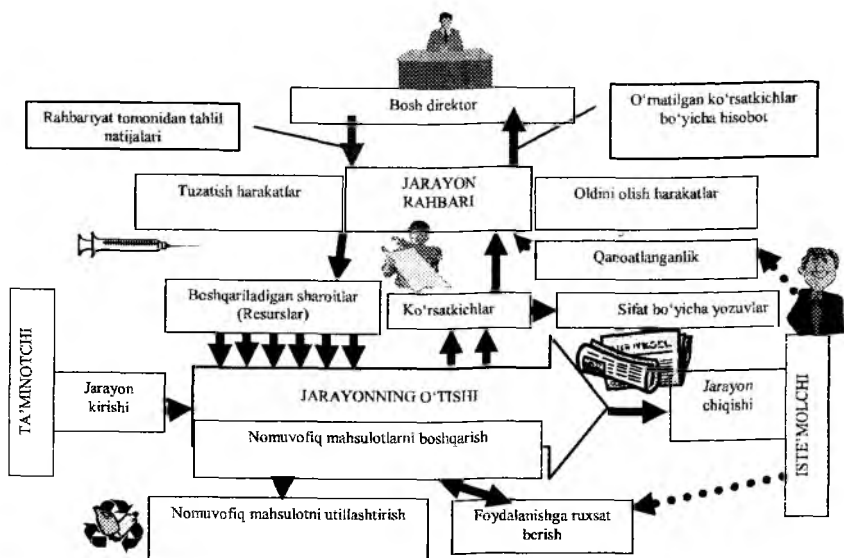 Bosh direktor
Rahbariyat tomonidan tahlil
natijalari
O‘rnatilgan ko‘rsatkichlar
bo‘yicha hisobot
Tuzatish harakatlar
JARAYON
RAHBARI
Oldini olish harakatlar
Qanoatlanganlik
Boshqariladigan sharoitlar
(Resurslar)
Ko‘rsatkichlar
Sifat bo‘yicha yozuvlar
TA’MINOTCHI
Jarayon
kirishi
JARAYONNING O‘TISHI
Jarayon
chiqishi
ISTE’MOLCHI
Nomuvofiq mahsulotlarni boshqarish
Nomuvofiq mahsulotni utillashtirish
Foydalanishga ruxsat
berish